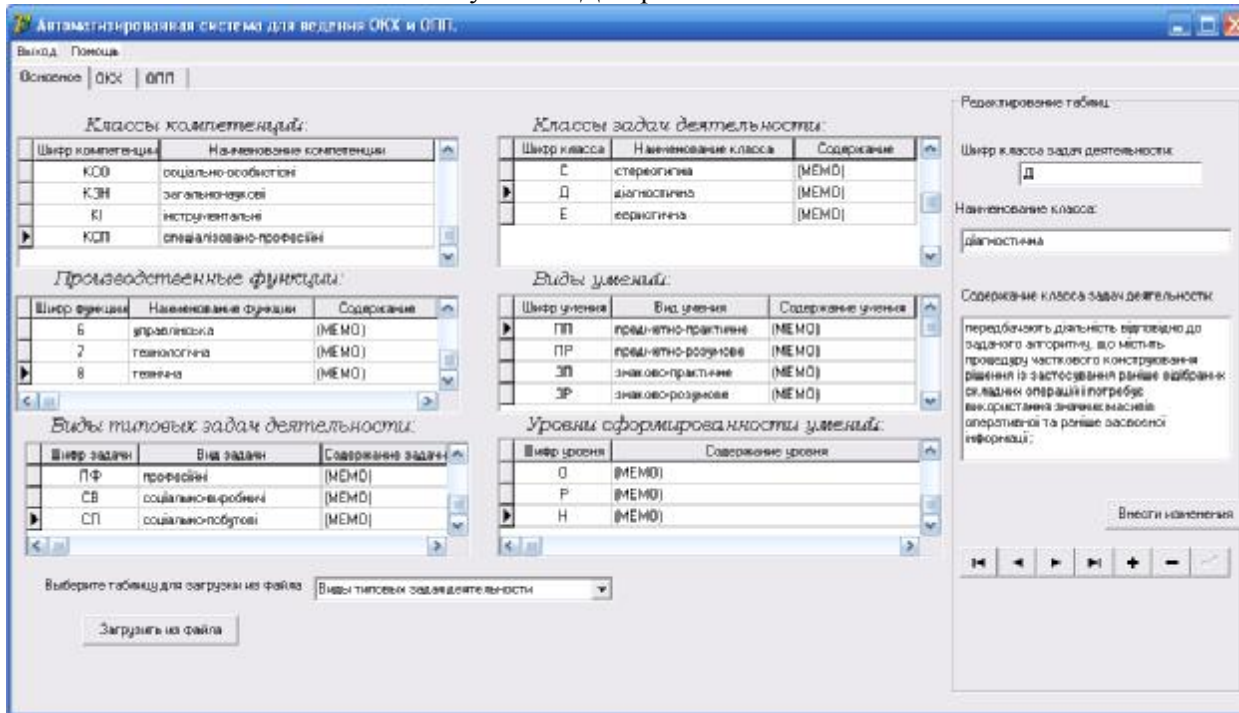 Автоматизированная система для ведения ОКХ и ОПП.
Выход Помощь
Основное ОКХ ОПП
Классы компетенций:
Шифр компетенции Наименование компетенции
КСО соціально-особистісні
КЗН загальнонаукові
КІ інструментальні
КСП спеціалізовано-професійні
Классы задач деятельности:
Шифр класса Наименование класса Содержание
С стереотипна (MEMO)
Д діагностична (MEMO)
Е евристична (MEMO)
Производственные функции:
Шифр функции Наименование функции Содержание
6 управлінська (MEMO)
7 технологічна (MEMO)
8 технічна (MEMO)
Виды умений:
Шифр умения Вид умения Содержание умения
ПП предметно-практичне (MEMO)
ПР предметно-розумове (MEMO)
ЗП знаково-практичне (MEMO)
ЗР знаково-розумове (MEMO)
Виды типовых задач деятельности:
Шифр задачи Вид задачи Содержание задачи
ПФ професійні (MEMO)
СВ соціально-виробничі (MEMO)
СП соціально-побутові (MEMO)
Уровни сформированности умений:
Шифр уровня Содержание уровня
О (MEMO)
Р (MEMO)
Н (MEMO)
Выберите таблицу для загрузки из файла Виды типовых задач деятельности
Загрузить из файла
Редактирование таблиц
Шифр класса задач деятельности:
Д
Наименование класса:
діагностична
Содержание класса задач деятельности:
передбачають діяльність відповідно до
заданого алгоритму, що містить
процедуру часткового конструювання
рішення із застосування раніше відібраних
складних операцій і потребує
використання значних масивів
оперативної та раніше засвоєної
інформації;
Внести изменения